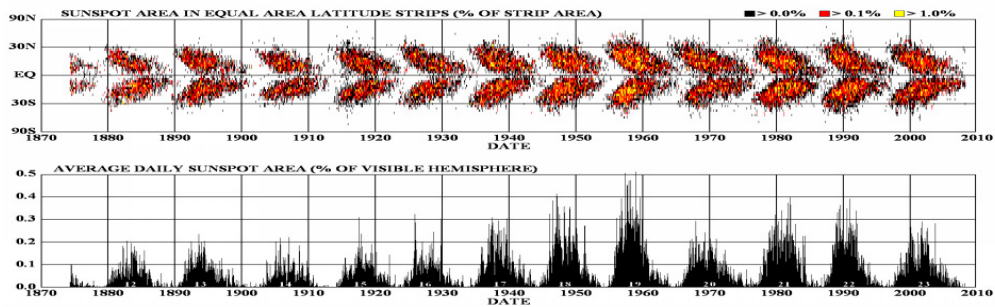 SUNSPOT AREA IN EQUAL AREA LATITUDE STRIPS (% OF STRIP AREA) > 0.0% > 0.1% > 1.0%
90N
30N
EQ
30S
90S
1870 1880 1890 1900 1910 1920 1930 1940 1950 1960 1970 1980 1990 2000 2010
DATE
AVERAGE DAILY SUNSPOT AREA (% OF VISIBLE HEMISPHERE)
0.5
0.4
0.3
0.2
0.1
0.0
12 13 14 15 16 17 18 19 20 21 22 23
1870 1880 1890 1900 1910 1920 1930 1940 1950 1960 1970 1980 1990 2000 2010
DATE